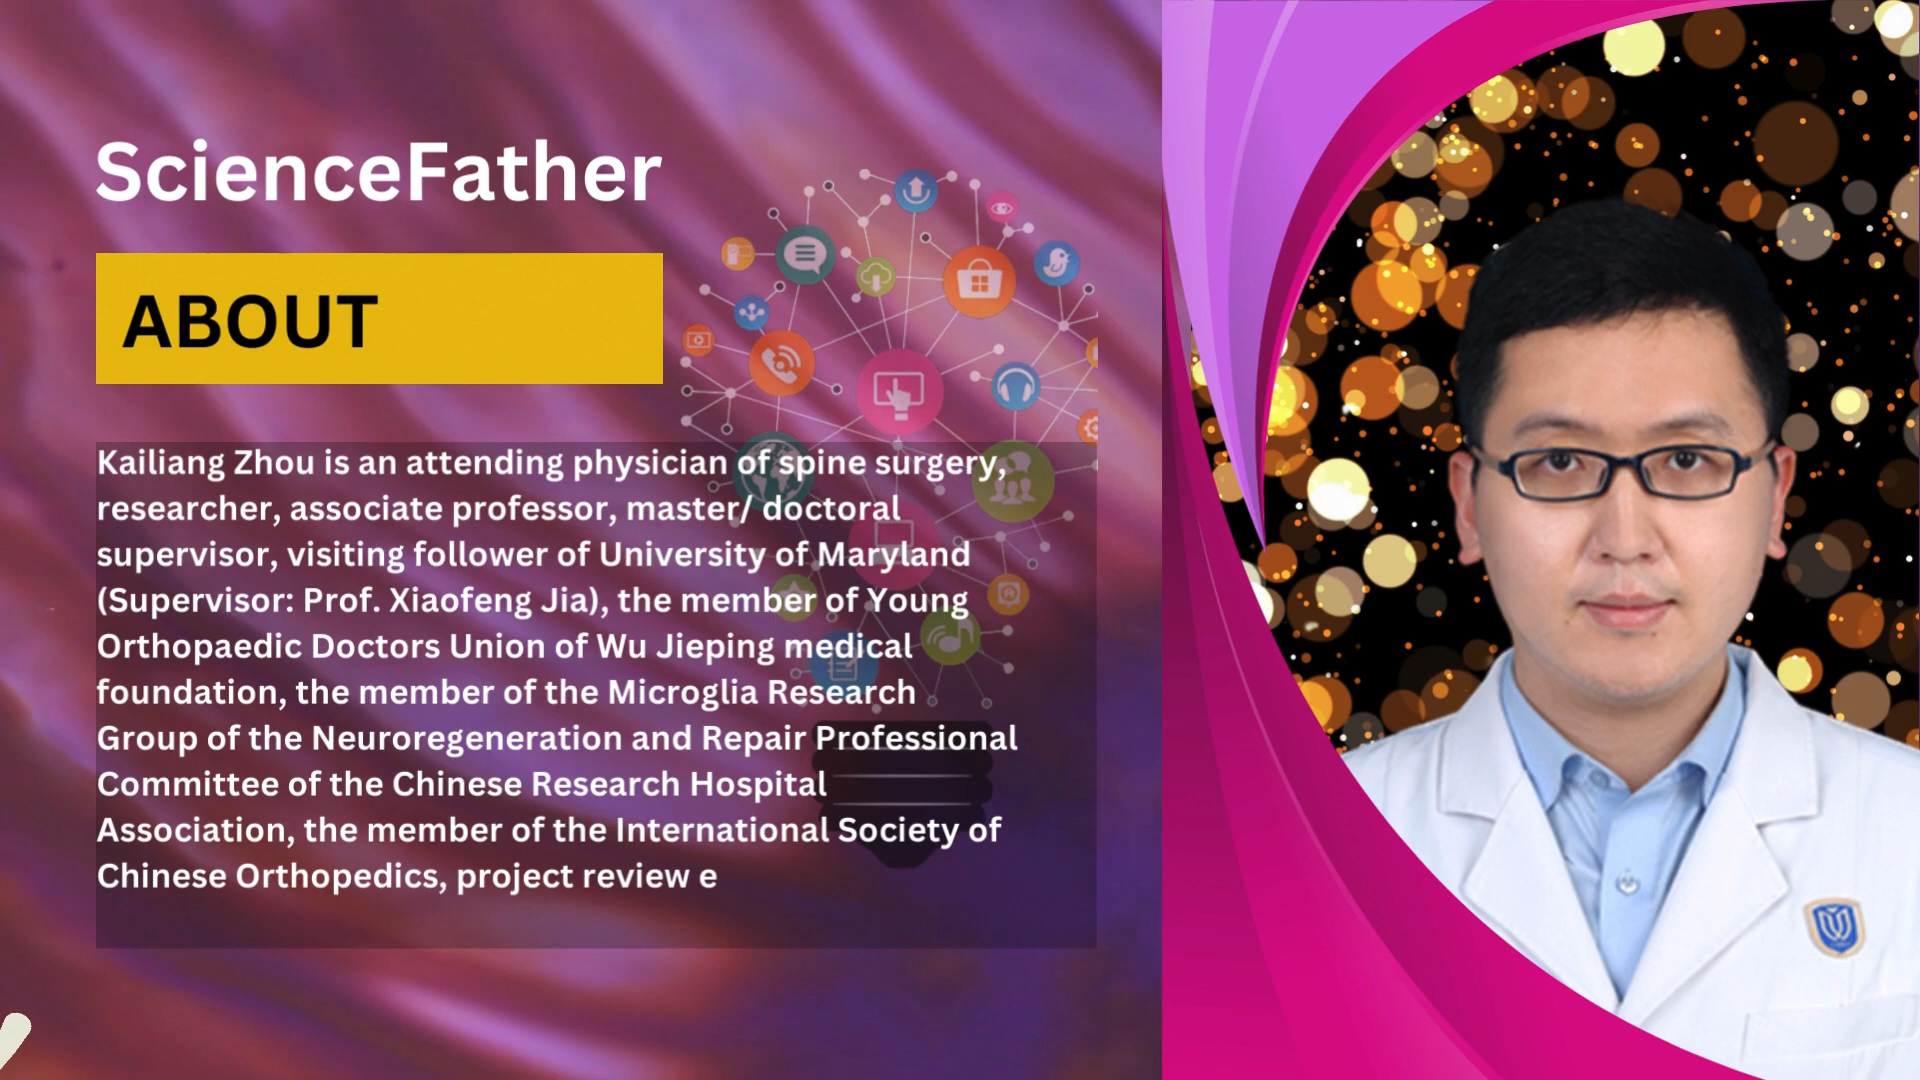 ScienceFather
ABOUT
Kailiang Zhou is an attending physician of spine surgery,
researcher, associate professor, master/ doctoral
supervisor, visiting follower of University of Maryland
(Supervisor: Prof. Xiaofeng Jia), the member of Young
Orthopaedic Doctors Union of Wu Jieping medical
foundation, the member of the Microglia Research
Group of the Neuroregeneration and Repair Professional
Committee of the Chinese Research Hospital
Association, the member of the International Society of
Chinese Orthopedics, project review e